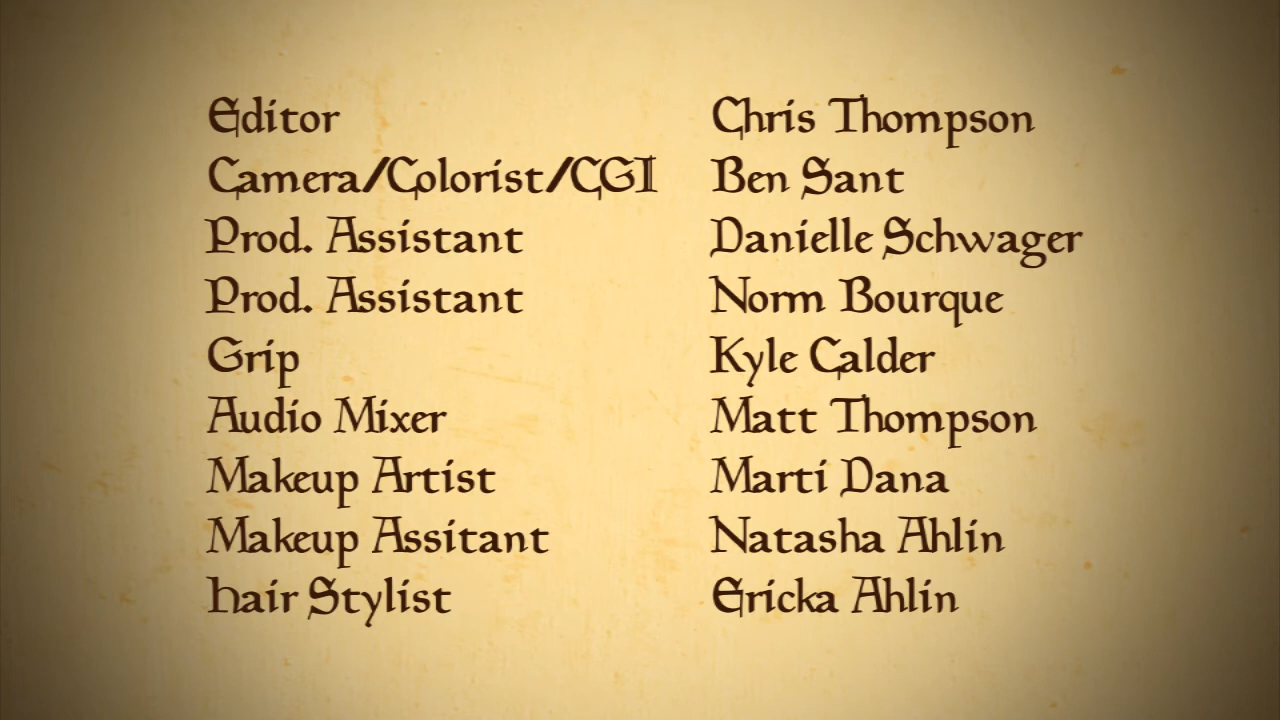 Editor Chris Thompson
Camera/Colorist/CGI Ben Sant
Prod. Assistant Danielle Schwager
Prod. Assistant Norm Bourque
Grip Kyle Calder
Audio Mixer Matt Thompson
Makeup Artist Marti Dana
Makeup Assitant Natasha Ahlin
Hair Stylist Ericka Ahlin